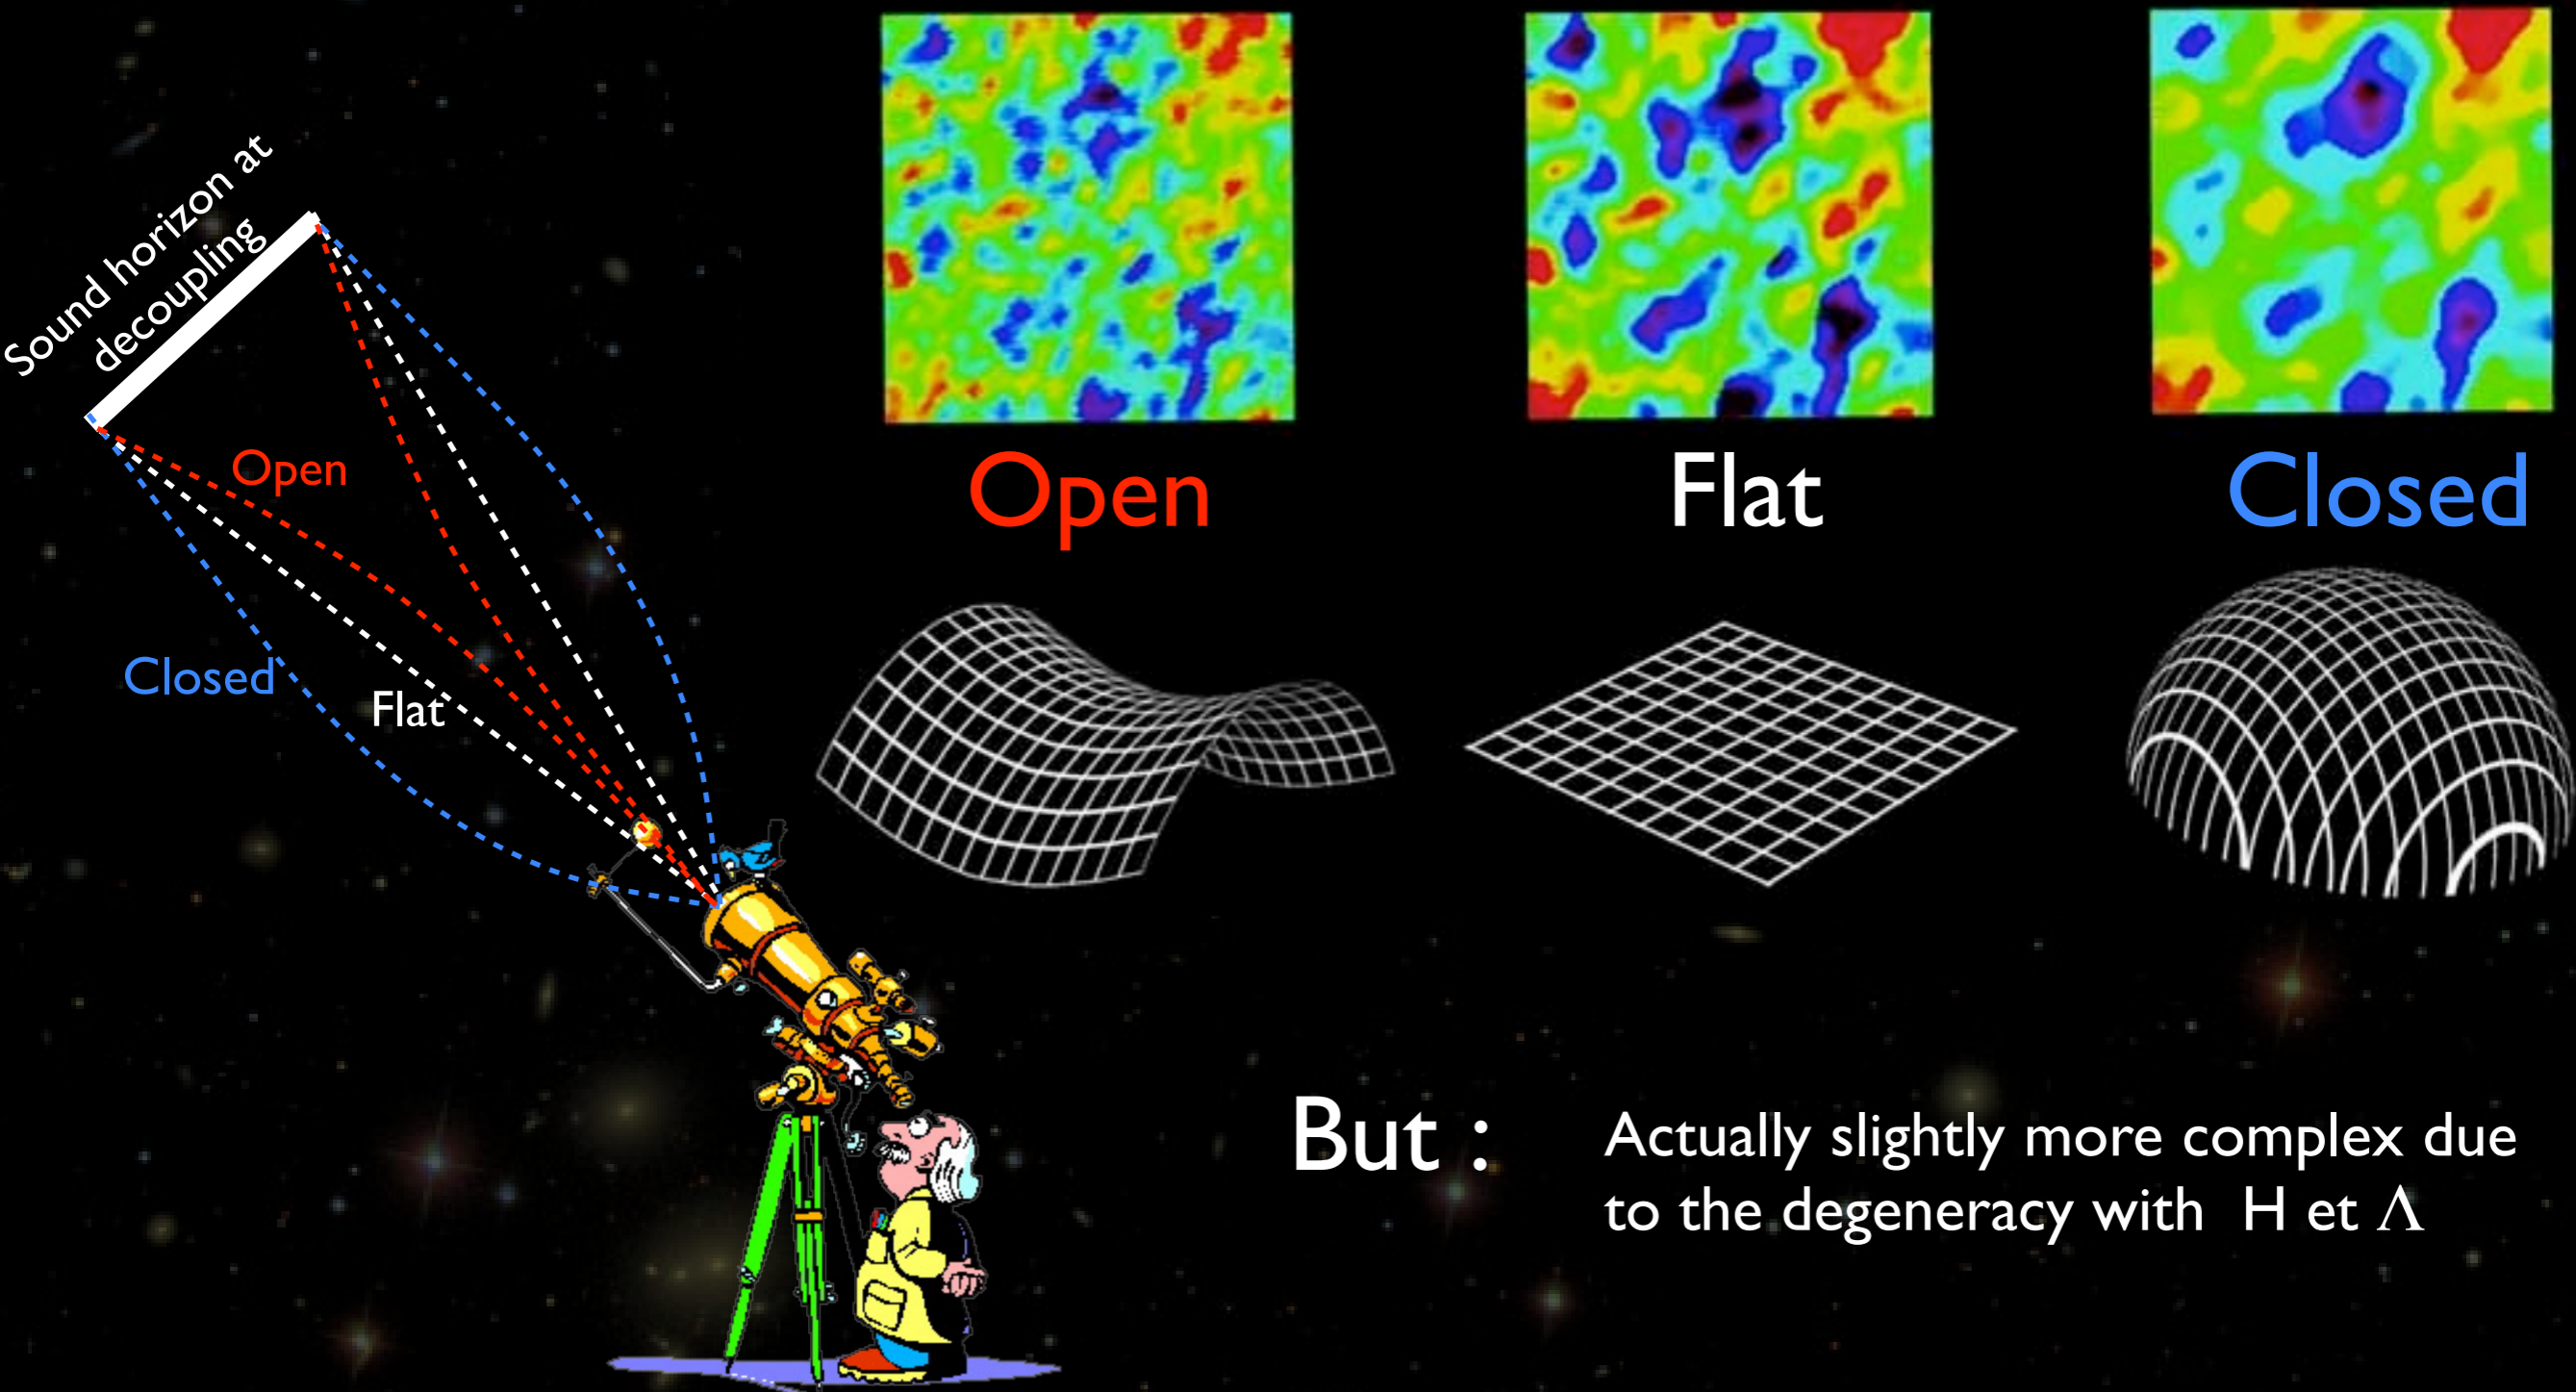 Sound horizon at
decoupling
Open
Closed
Flat
Open
Flat
Closed
But :
Actually slightly more complex due
to the degeneracy with H et Λ